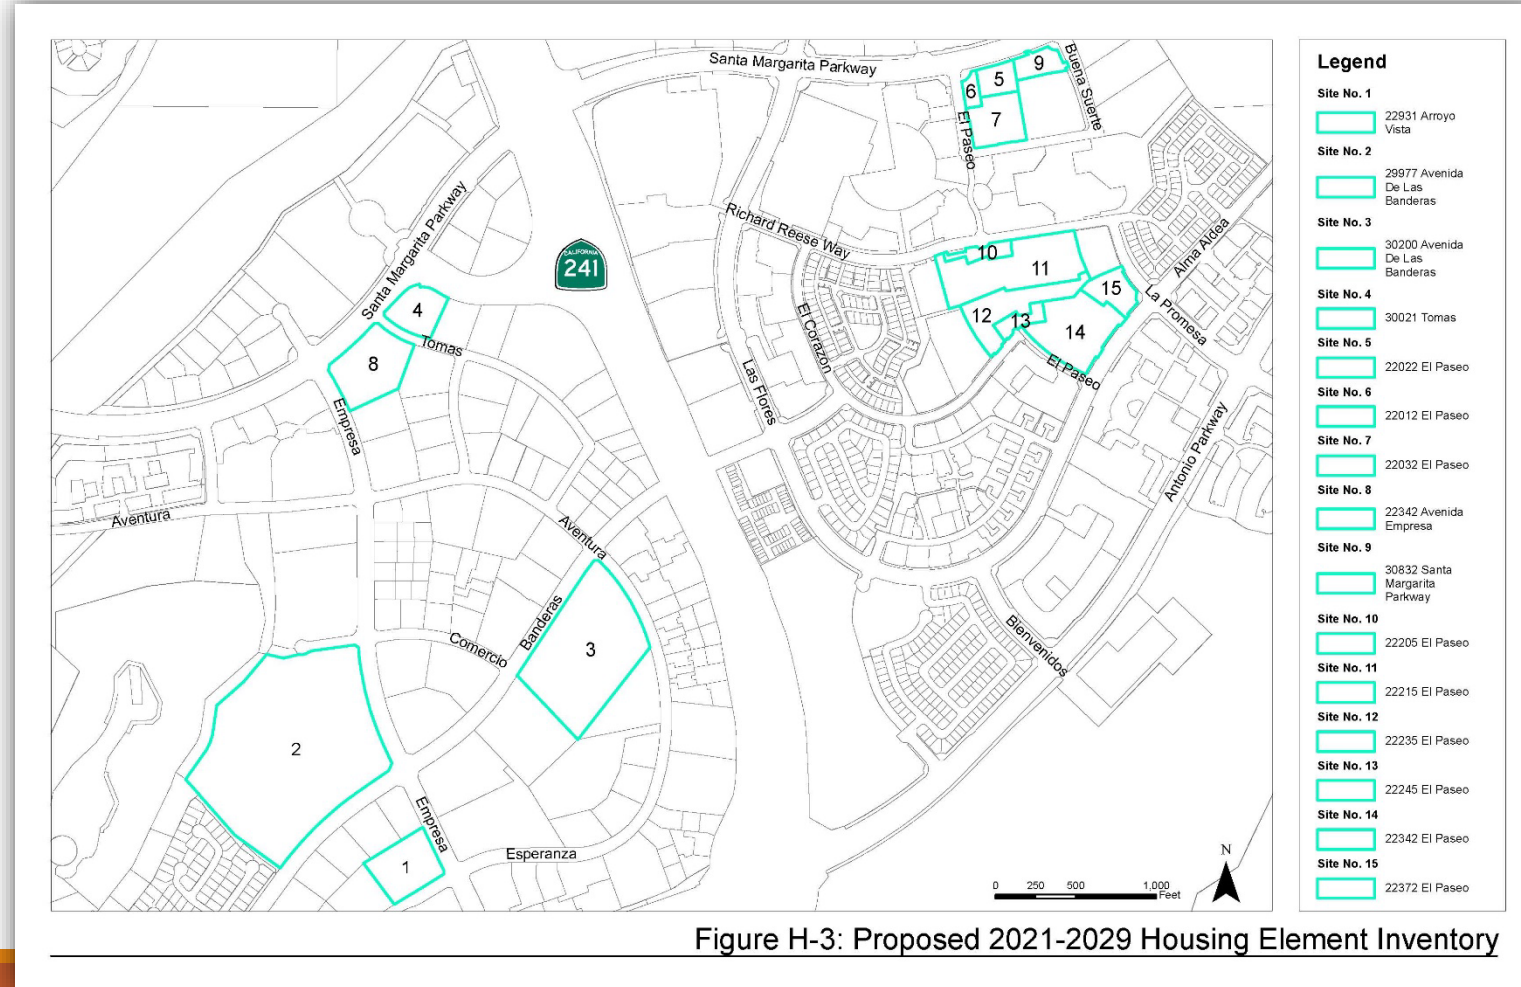 Santa Margarita Parkway
Buena Suerte
9
5
6
7
El Paseo
Santa Margarita Parkway
Richard Reese Way
Alma Aldea
CALIFORNIA
241
10
11
15
La Promesa
4
12
13
14
El Corazon
Tomas
8
El Paseo
Las Flores
Empresa
Antonio Parkway
Aventura
Aventura
Banderas
Comercio
3
Bienvenidos
2
Empresa
Esperanza
1
N
0 250 500 1,000
Feet
Legend
Site No. 1
22931 Arroyo
Vista
Site No. 2
29977 Avenida
De Las
Banderas
Site No. 3
30200 Avenida
De Las
Banderas
Site No. 4
30021 Tomas
Site No. 5
22022 El Paseo
Site No. 6
22012 El Paseo
Site No. 7
22032 El Paseo
Site No. 8
22342 Avenida
Empresa
Site No. 9
30832 Santa
Margarita
Parkway
Site No. 10
22205 El Paseo
Site No. 11
22215 El Paseo
Site No. 12
22235 El Paseo
Site No. 13
22245 El Paseo
Site No. 14
22342 El Paseo
Site No. 15
22372 El Paseo
Figure H-3: Proposed 2021-2029 Housing Element Inventory